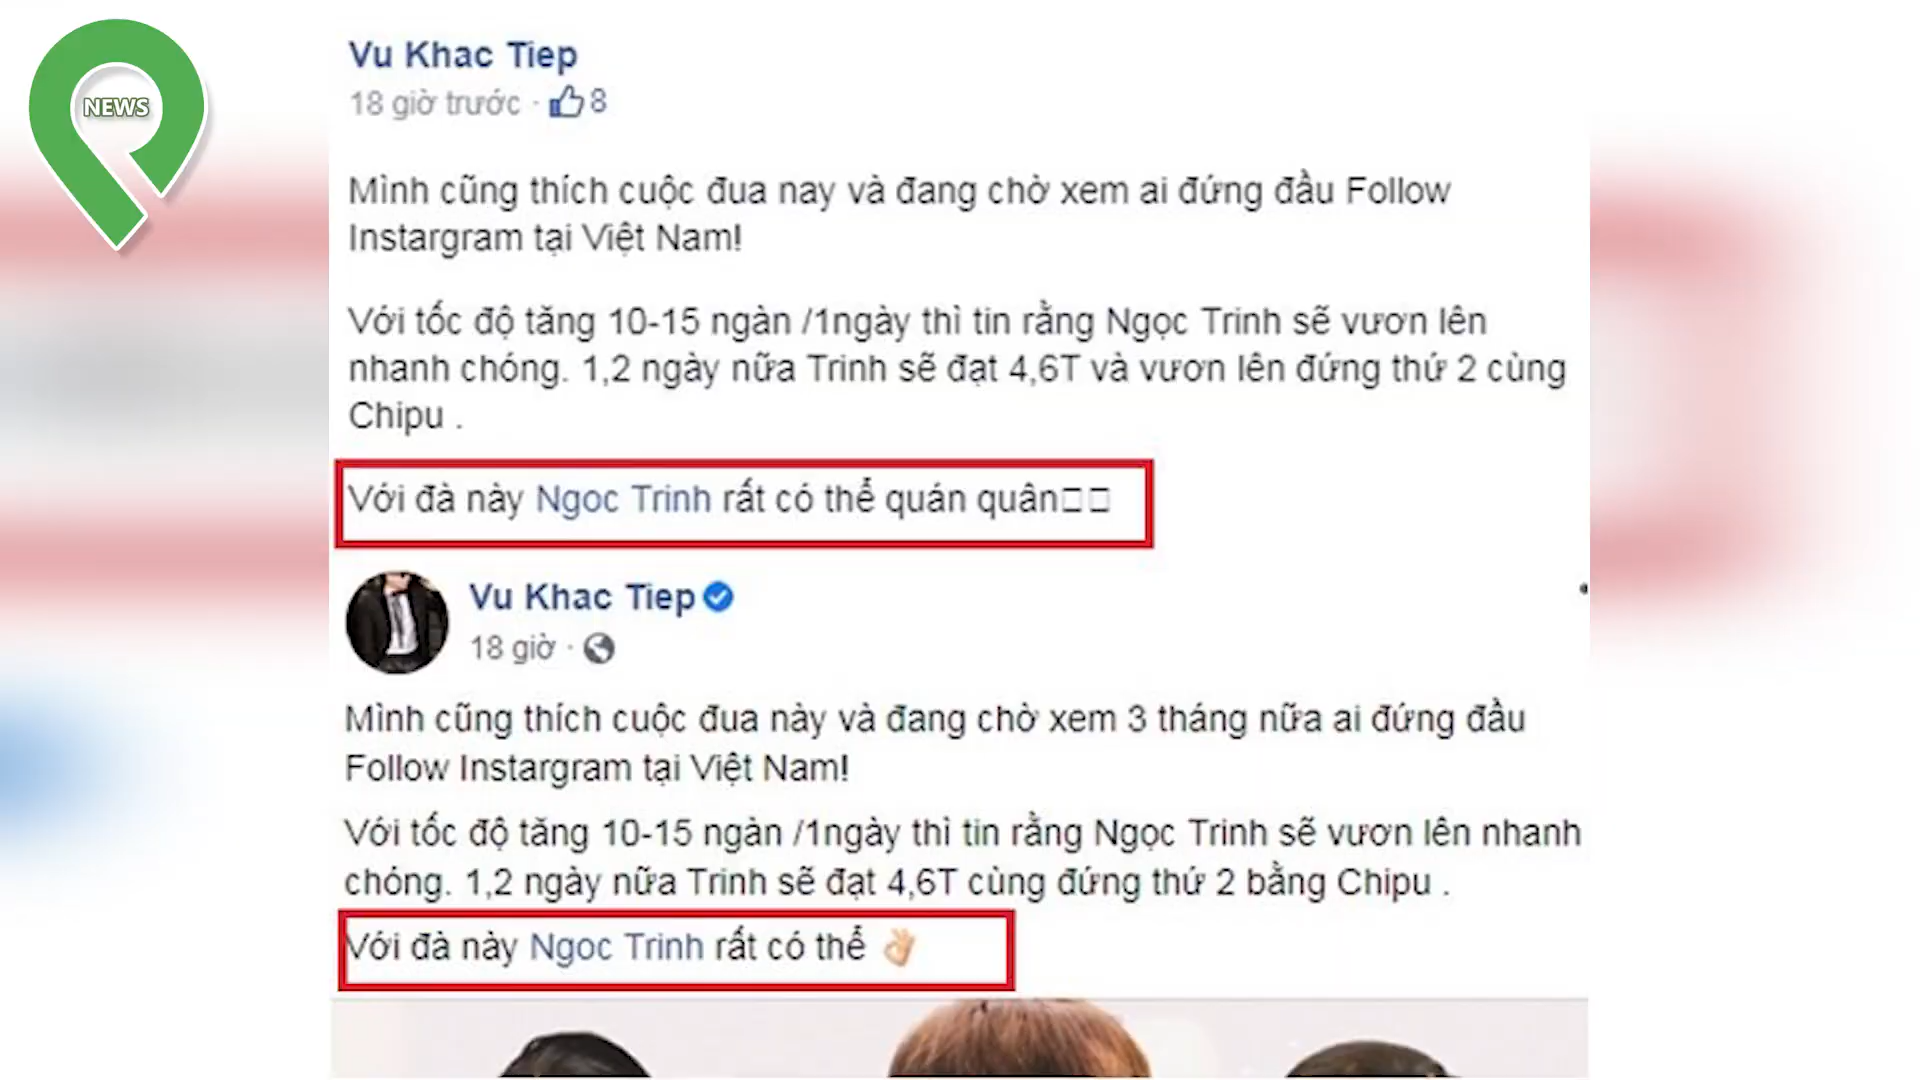 NEWS
Vu Khac Tiep
18 giờ trước · 8
Mình cũng thích cuộc đua nay và đang chờ xem ai đứng đầu Follow
Instargram tại Việt Nam!
Với tốc độ tăng 10-15 ngàn /1ngày thì tin rằng Ngọc Trinh sẽ vươn lên
nhanh chóng. 1,2 ngày nữa Trinh sẽ đạt 4,6T và vươn lên đứng thứ 2 cùng
Chipu .
Với đà này Ngoc Trinh rất có thể quán quân□□
Vu Khac Tiep
18 giờ ·
Mình cũng thích cuộc đua này và đang chờ xem 3 tháng nữa ai đứng đầu
Follow Instargram tại Việt Nam!
Với tốc độ tăng 10-15 ngàn /1ngày thì tin rằng Ngọc Trinh sẽ vươn lên nhanh
chóng. 1,2 ngày nữa Trinh sẽ đạt 4,6T cùng đứng thứ 2 bằng Chipu .
Với đà này Ngoc Trinh rất có thể 👌